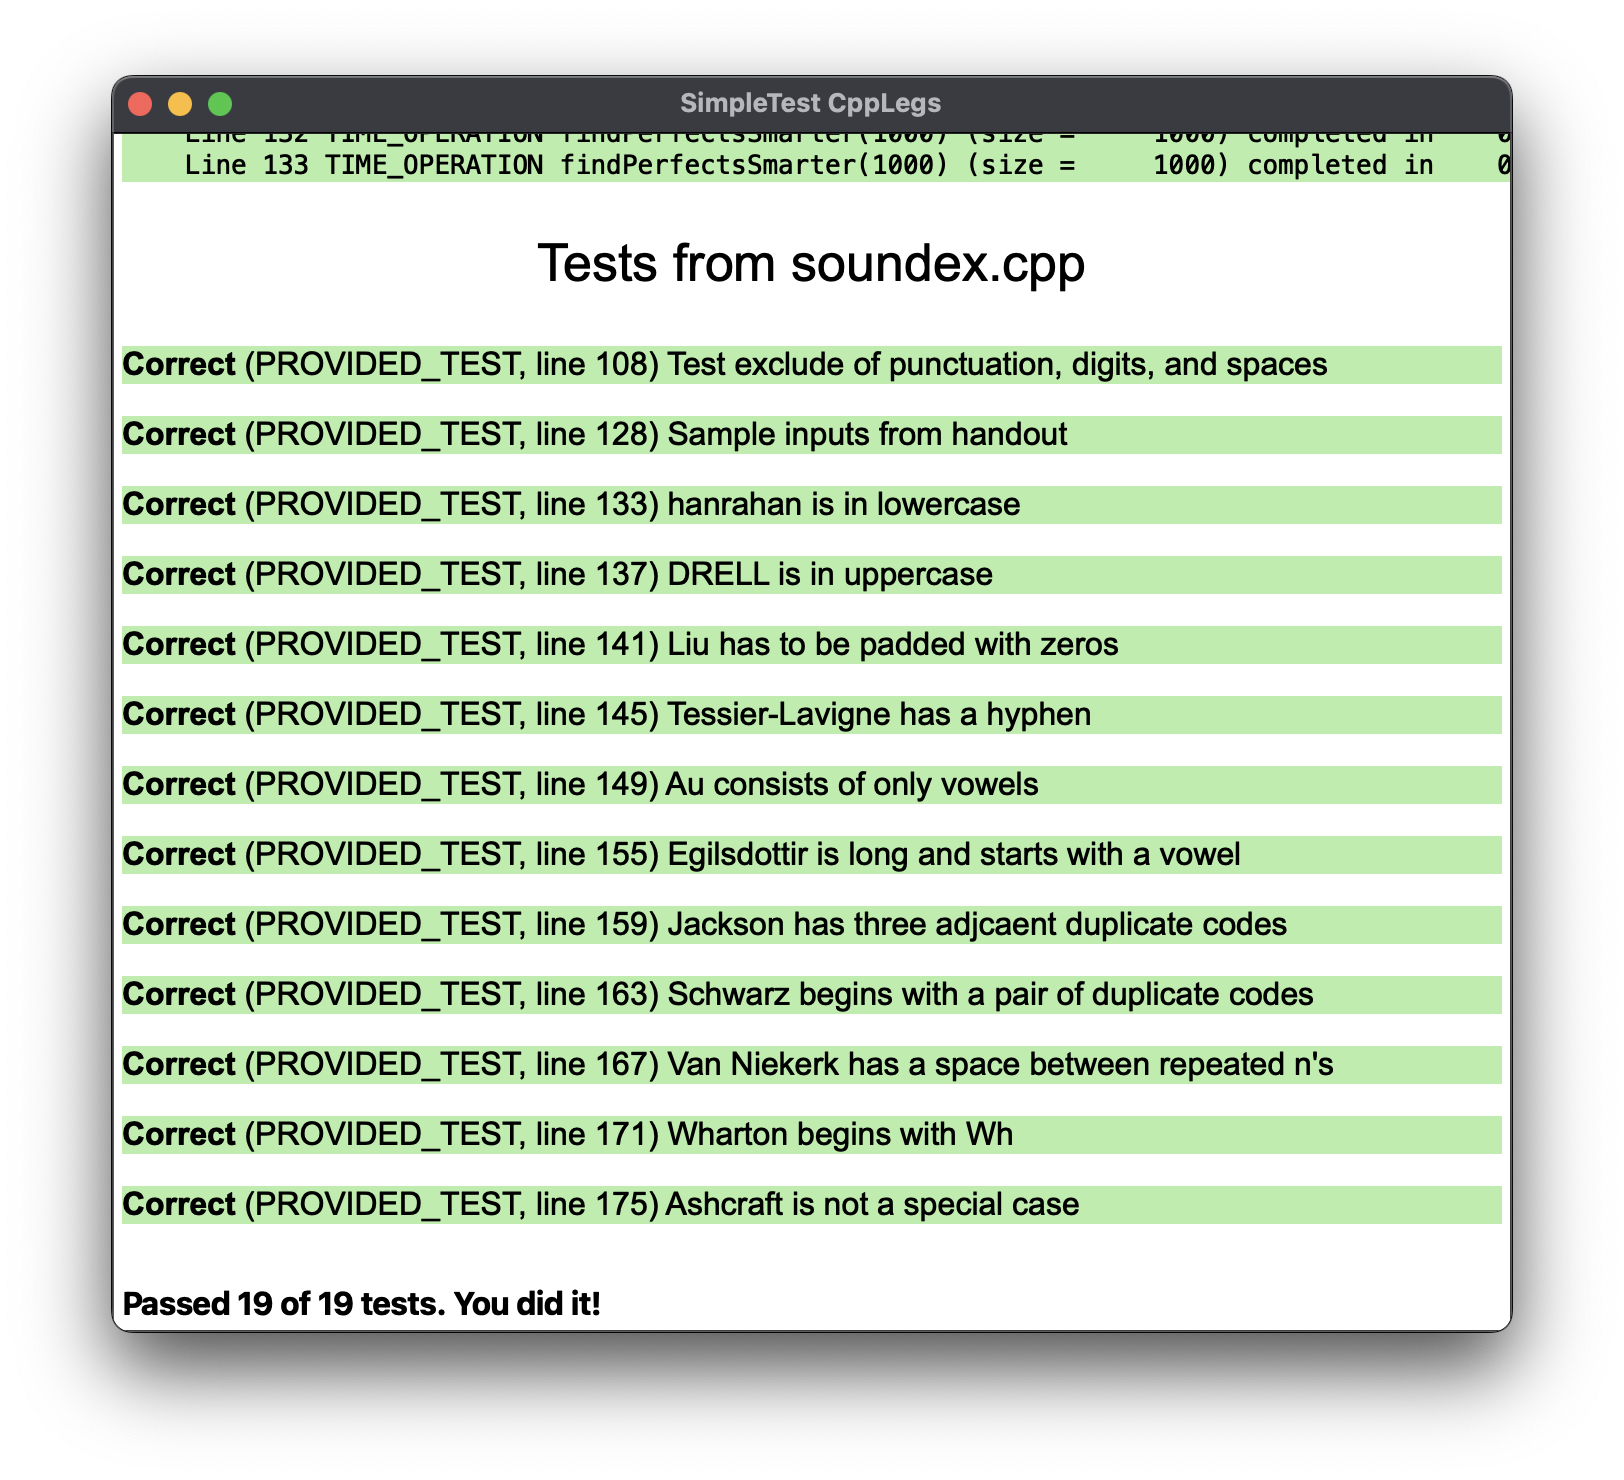 SimpleTest CppLegs
Line 132 TIME_OPERATION findPerfectsSmarter(1000) (size = 1000) completed in 0
Line 133 TIME_OPERATION findPerfectsSmarter(1000) (size = 1000) completed in 0
Tests from soundex.cpp
Correct (PROVIDED_TEST, line 108) Test exclude of punctuation, digits, and spaces
Correct (PROVIDED_TEST, line 128) Sample inputs from handout
Correct (PROVIDED_TEST, line 133) hanrahan is in lowercase
Correct (PROVIDED_TEST, line 137) DRELL is in uppercase
Correct (PROVIDED_TEST, line 141) Liu has to be padded with zeros
Correct (PROVIDED_TEST, line 145) Tessier-Lavigne has a hyphen
Correct (PROVIDED_TEST, line 149) Au consists of only vowels
Correct (PROVIDED_TEST, line 155) Egilsdottir is long and starts with a vowel
Correct (PROVIDED_TEST, line 159) Jackson has three adjcaent duplicate codes
Correct (PROVIDED_TEST, line 163) Schwarz begins with a pair of duplicate codes
Correct (PROVIDED_TEST, line 167) Van Niekerk has a space between repeated n's
Correct (PROVIDED_TEST, line 171) Wharton begins with Wh
Correct (PROVIDED_TEST, line 175) Ashcraft is not a special case
Passed 19 of 19 tests. You did it!